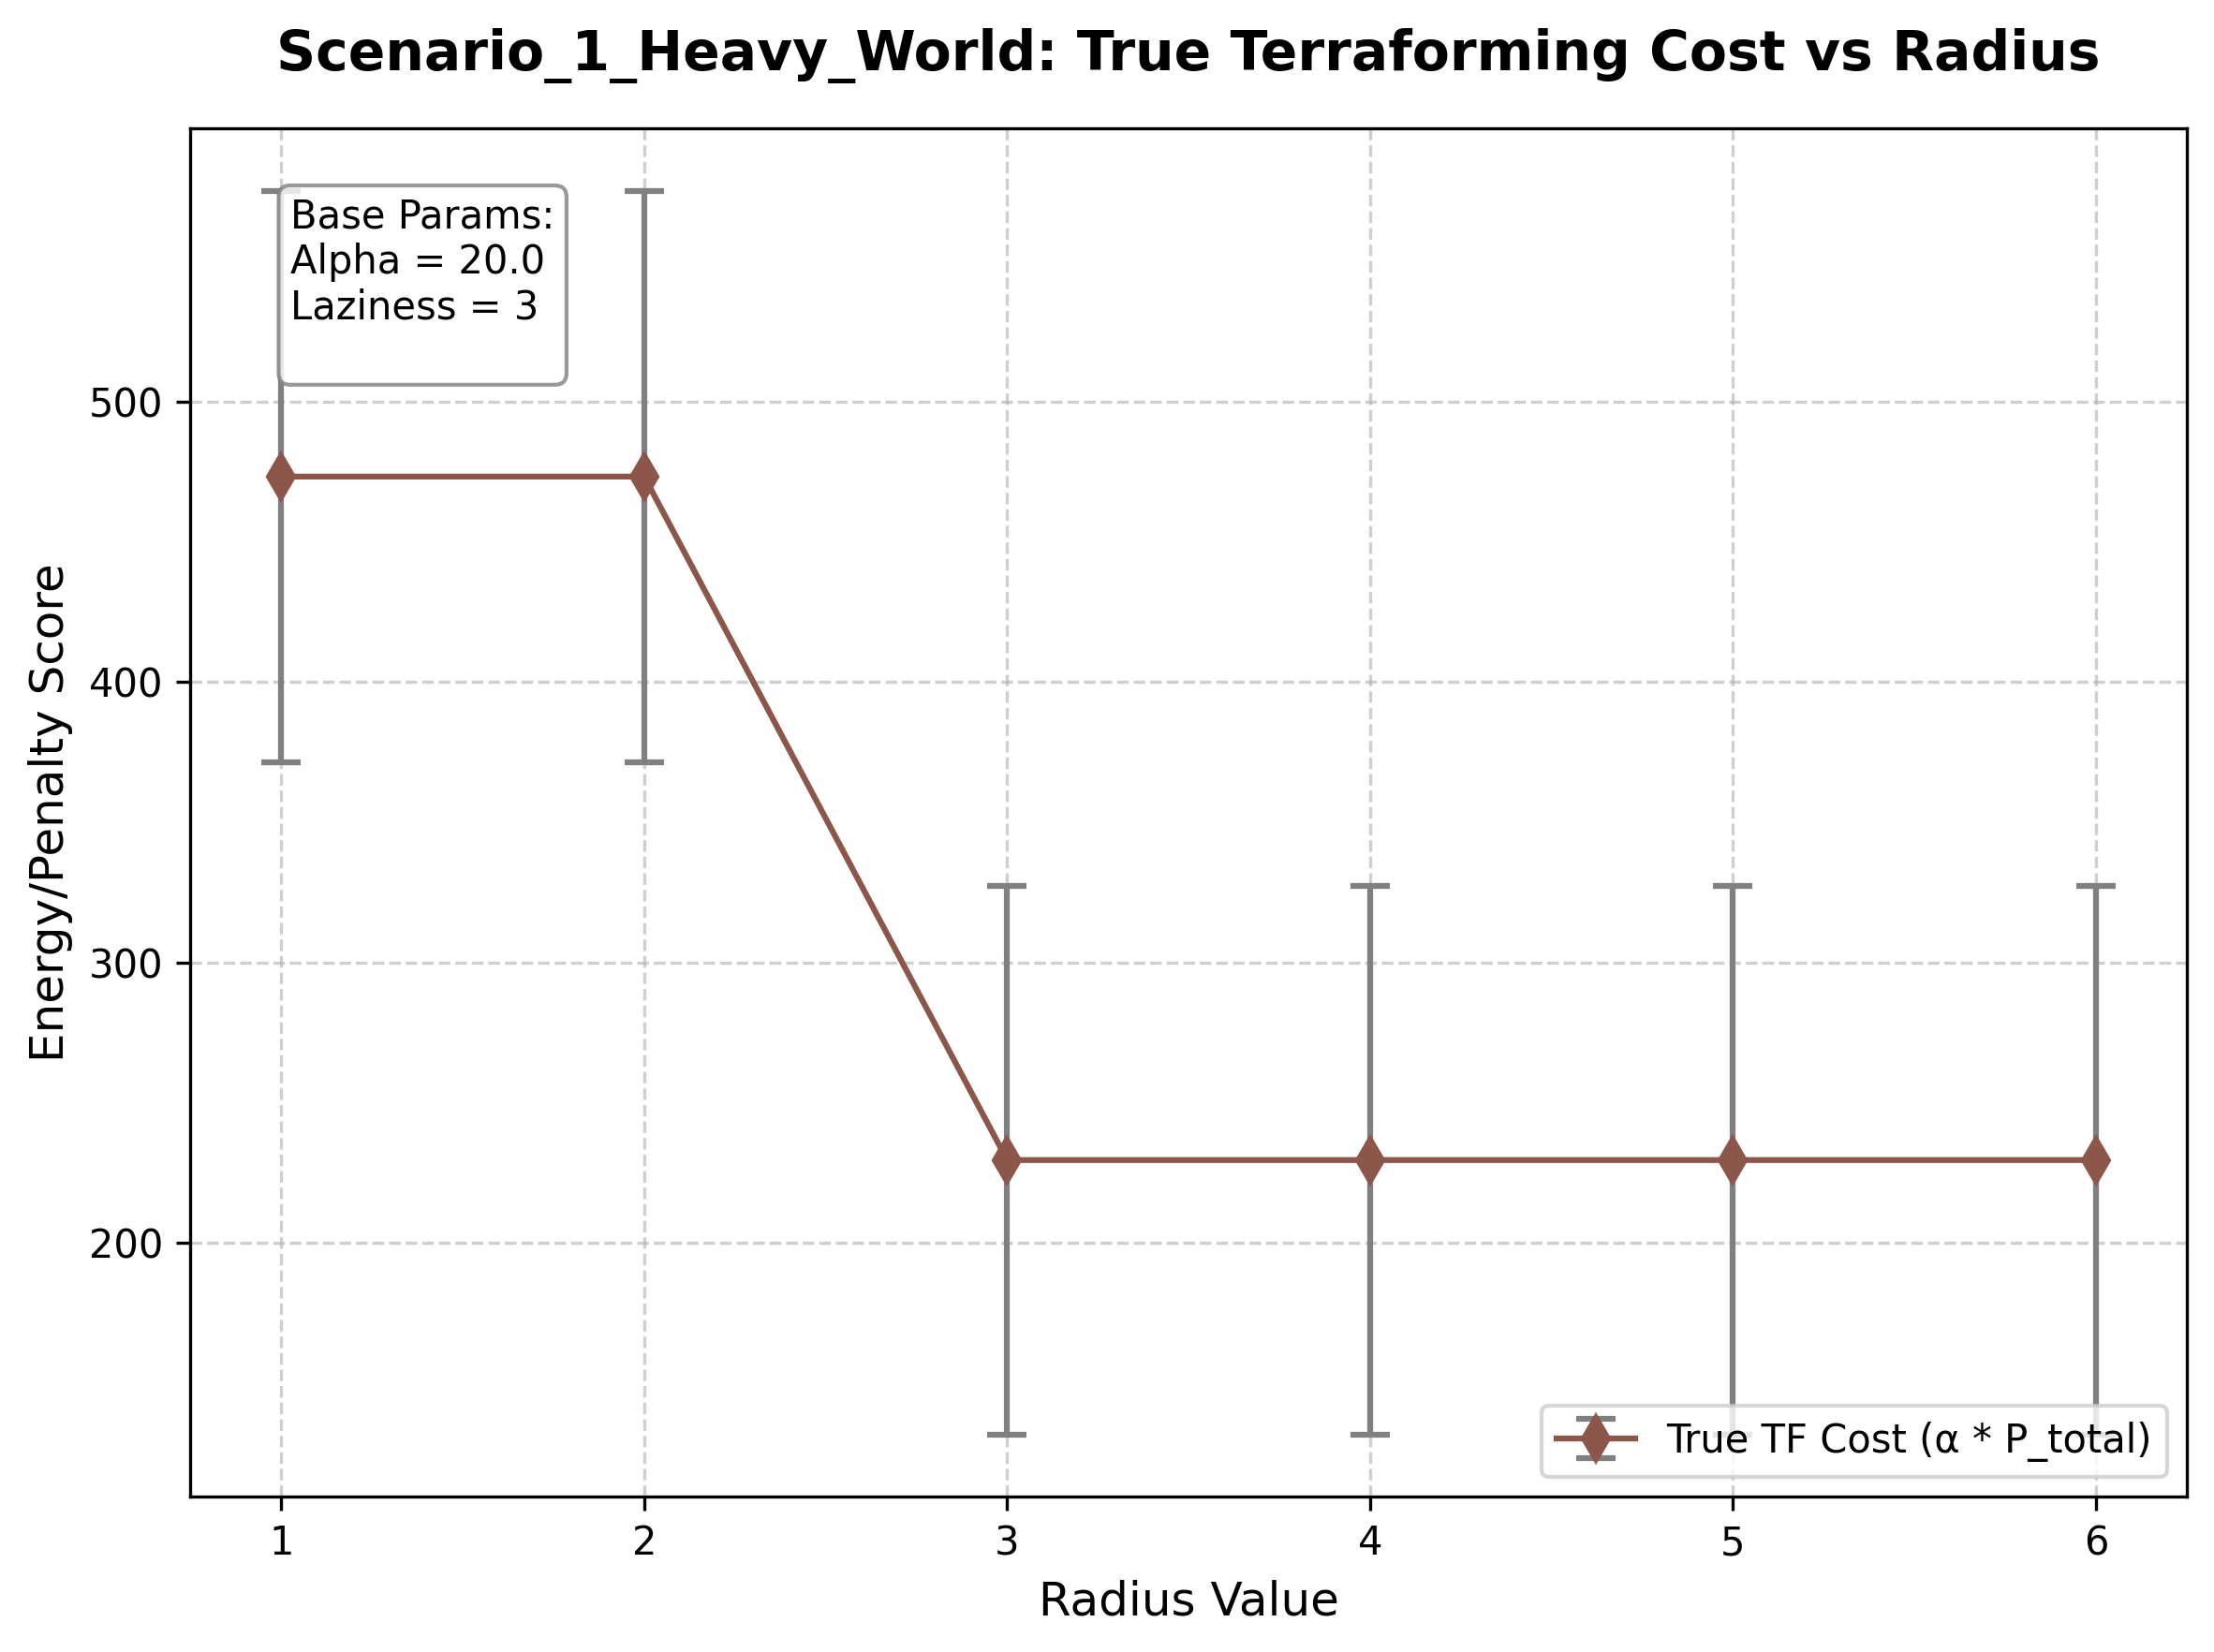 Scenario_1_Heavy_World: True Terraforming Cost vs Radius
Base Params:
Alpha = 20.0
Laziness = 3
500
400
300
200
Energy/Penalty Score
True TF Cost (α * P_total)
1 2 3 4 5 6
Radius Value